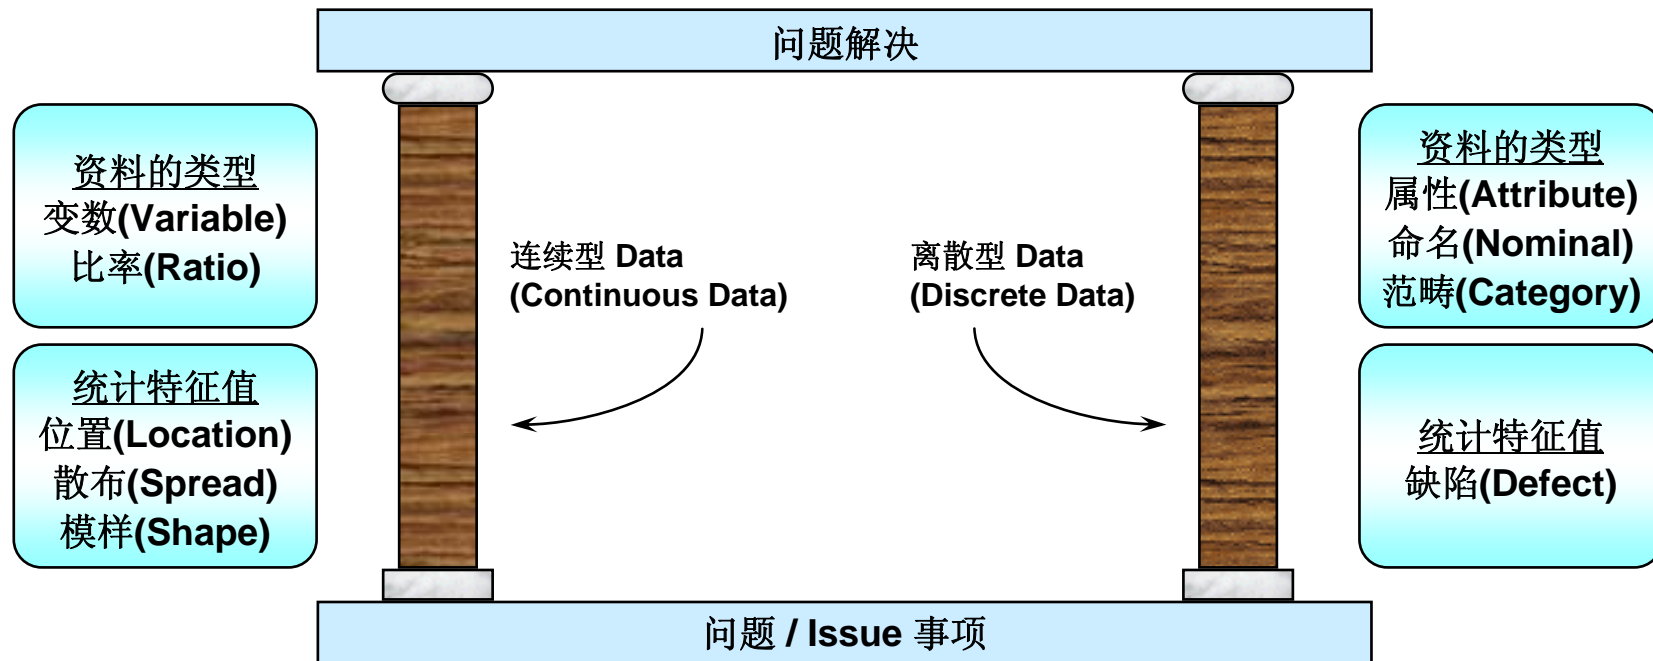 问题解决
资料的类型
变数(Variable)
比率(Ratio)
统计特征值
位置(Location)
散布(Spread)
模样(Shape)
连续型 Data
(Continuous Data)
离散型 Data
(Discrete Data)
资料的类型
属性(Attribute)
命名(Nominal)
范畴(Category)
统计特征值
缺陷(Defect)
问题 / Issue 事项